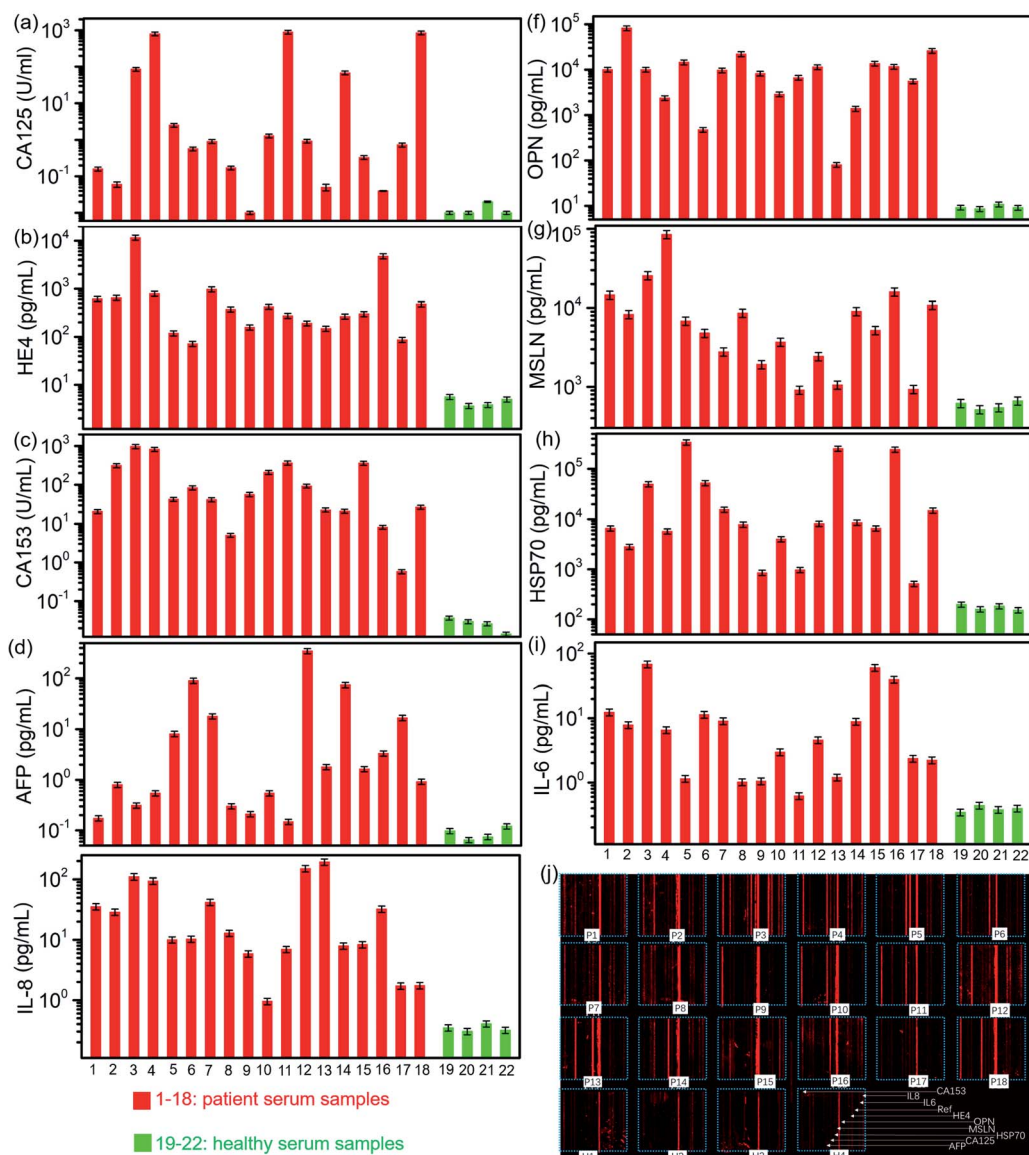 (a)
CA125 (U/ml)
10³
10¹
10⁻¹
(b)
HE4 (pg/mL)
10⁴
10³
10²
10¹
(c)
CA153 (U/mL)
10³
10²
10¹
10⁰
10⁻¹
(d)
AFP (pg/mL)
10²
10¹
10⁰
10⁻¹
IL-8 (pg/mL)
10²
10¹
10⁰
1 2 3 4 5 6 7 8 9 10 11 12 13 14 15 16 17 18 19 20 21 22
1-18: patient serum samples
19-22: healthy serum samples
(f)
OPN (pg/mL)
10⁵
10⁴
10³
10²
10¹
(g)
MSLN (pg/mL)
10⁵
10⁴
10³
(h)
HSP70 (pg/mL)
10⁵
10⁴
10³
10²
(i)
IL-6 (pg/mL)
10²
10¹
10⁰
1 2 3 4 5 6 7 8 9 10 11 12 13 14 15 16 17 18 19 20 21 22
(j)
P1 P2 P3 P4 P5 P6
P7 P8 P9 P10 P11 P12
P13 P14 P15 P16 P17 P18
CA153
IL8
IL6
Ref
HE4
OPN
MSLN
HSP70
CA125
AFP